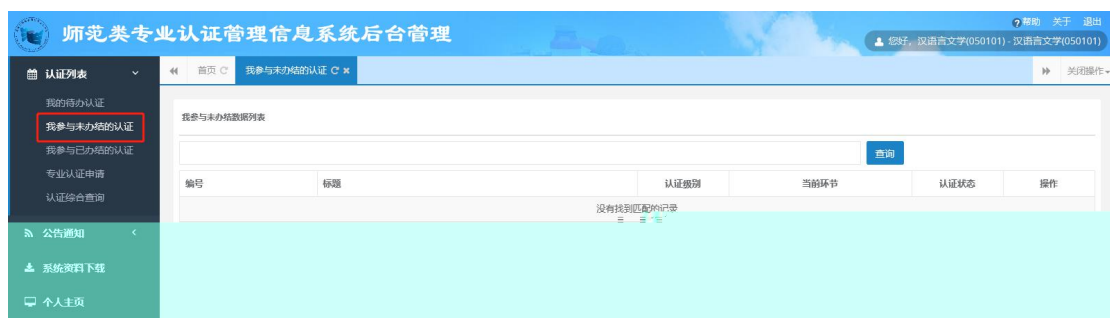 师范类专业认证管理信息系统后台管理
帮助 关于 退出
您好，汉语言文学(050101) - 汉语言文学(050101)
认证列表
首页
我参与未办结的认证
关闭操作
我的待办认证
我参与未办结的认证
我参与已办结的认证
专业认证申请
认证综合查询
我参与未办结数据列表
查询
编号 标题 认证级别 当前环节 认证状态 操作
没有找到匹配的记录
公告通知
系统资料下载
个人主页